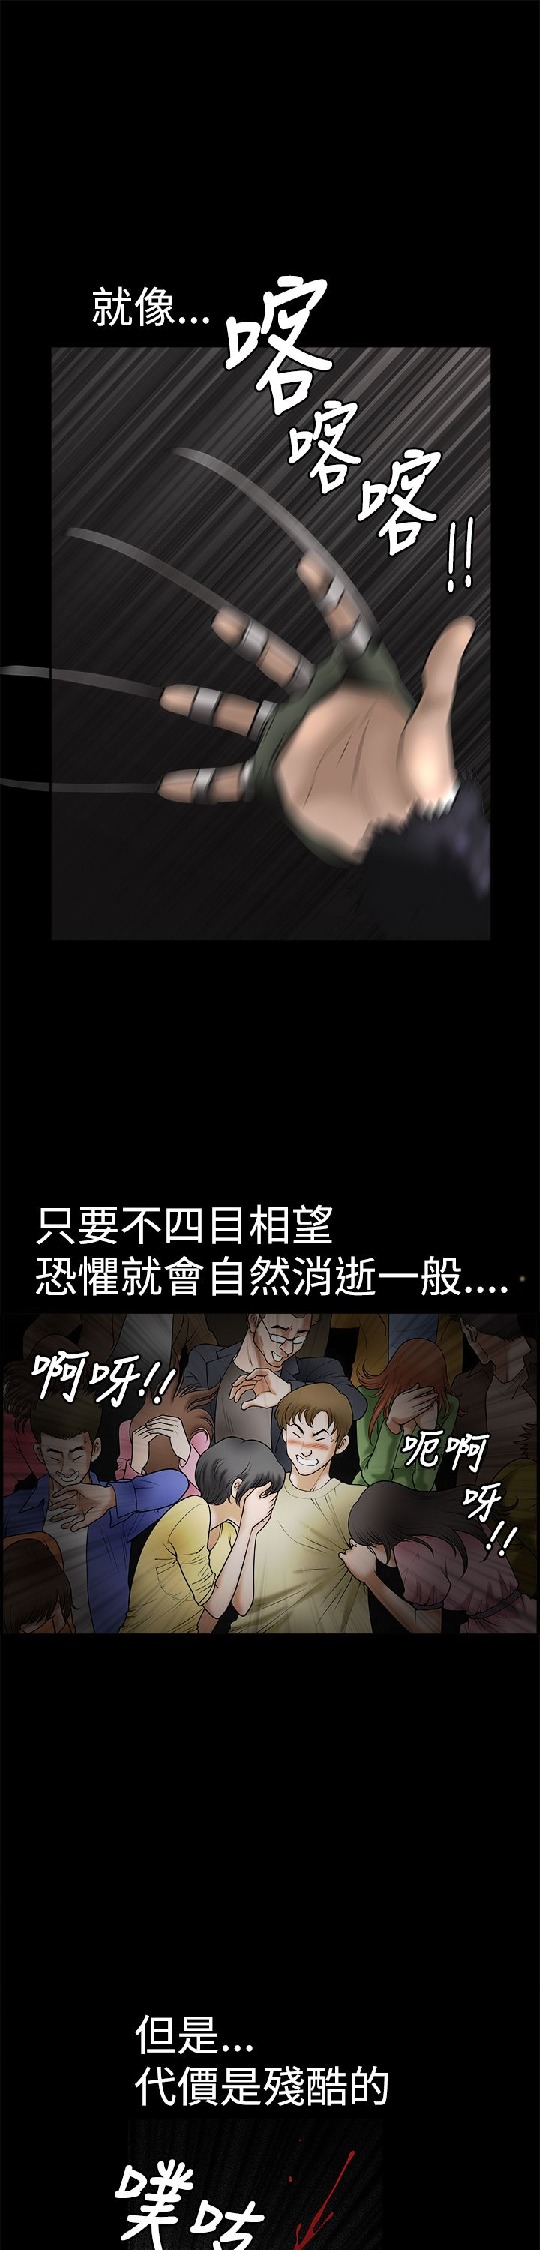 就像...
喀
喀
喀!!
只要不四目相望
恐懼就會自然消逝一般....
啊呀!!
呃啊
呀!!
但是...
代價是殘酷的
噗咕